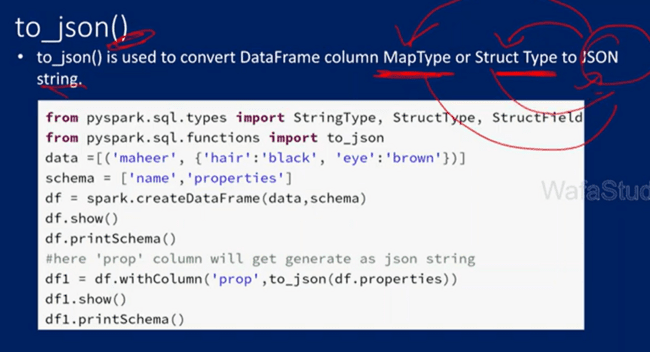 to_json()
• to_json() is used to convert DataFrame column MapType or Struct Type to JSON
string.
from pyspark.sql.types import StringType, StructType, StructField
from pyspark.sql.functions import to_json
data =[('maheer', {'hair':'black', 'eye':'brown'})]
schema = ['name','properties']
df = spark.createDataFrame(data,schema)
WafaStud
df.show()
df.printSchema()
#here 'prop' column will get generate as json string
df1 = df.withColumn('prop',to_json(df.properties))
df1.show()
df1.printSchema()